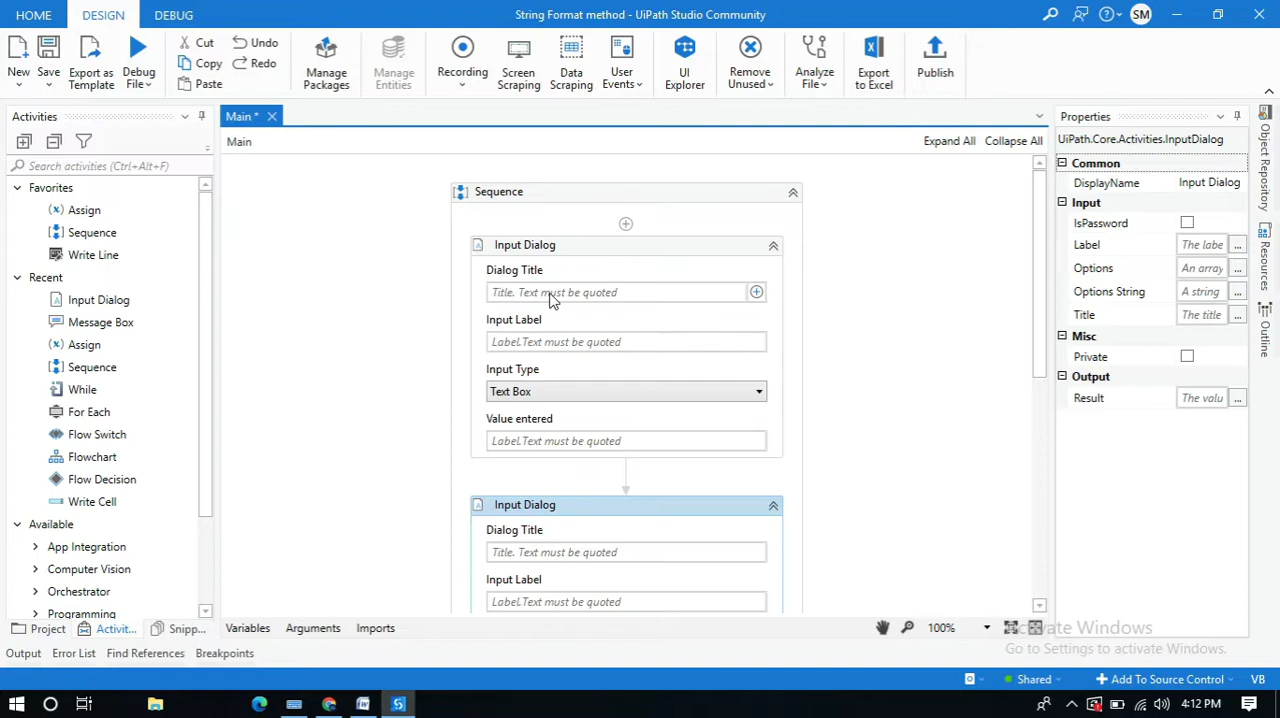 HOME DESIGN DEBUG String Format method - UiPath Studio Community SM
New Save Export as Template Debug File Cut Copy Paste Undo Redo Manage Packages Manage Entities Recording Screen Scraping Data Scraping User Events UI Explorer Remove Unused Analyze File Export to Excel Publish
Activities
Search activities (Ctrl+Alt+F)
Favorites
Assign
Sequence
Write Line
Recent
Input Dialog
Message Box
Assign
Sequence
While
For Each
Flow Switch
Flowchart
Flow Decision
Write Cell
Available
App Integration
Computer Vision
Orchestrator
Programming
Project Activit... Snipp...
Main *
Main Expand All Collapse All
Sequence
Input Dialog
Dialog Title
Title. Text must be quoted
Input Label
Label.Text must be quoted
Input Type
Text Box
Value entered
Label.Text must be quoted
Input Dialog
Dialog Title
Title. Text must be quoted
Input Label
Label.Text must be quoted
Variables Arguments Imports 100%
Properties
UiPath.Core.Activities.InputDialog
Common
DisplayName Input Dialog
Input
IsPassword
Label The labe ...
Options An array ...
Options String A string ...
Title The title ...
Misc
Private
Output
Result The valu ...
Object Repository
Resources
Outline
Activate Windows
Go to Settings to activate Windows.
Output Error List Find References Breakpoints
Shared Add To Source Control VB
4:12 PM